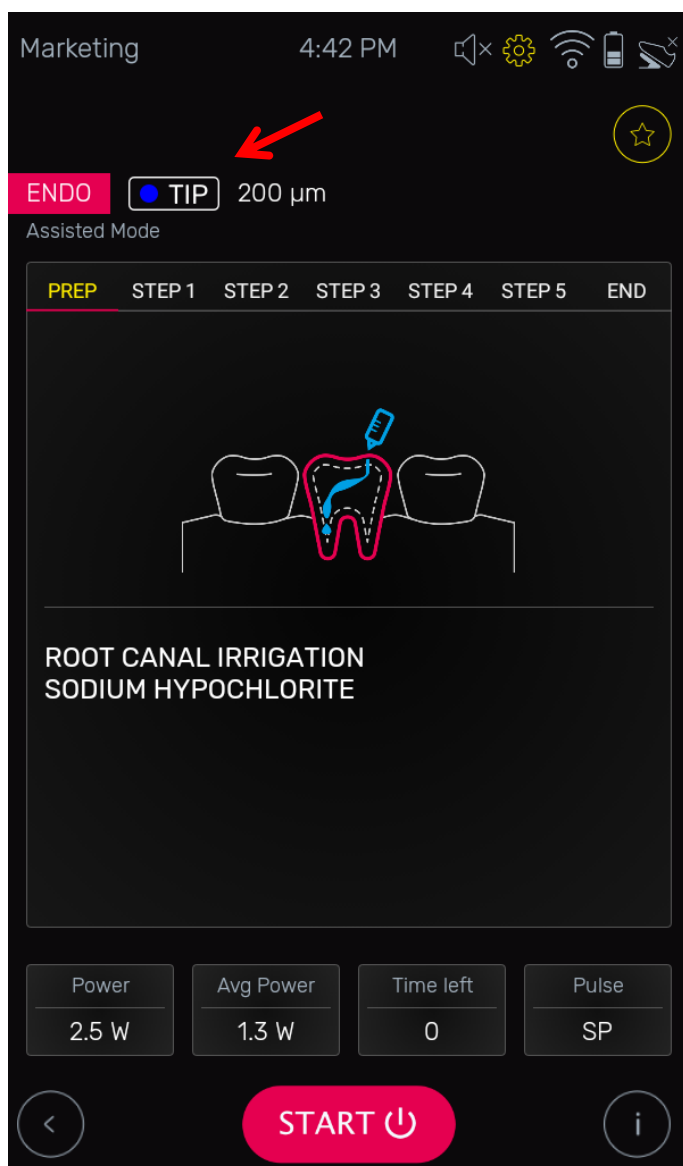 Marketing 4:42 PM
ENDO TIP 200 µm
Assisted Mode
PREP STEP 1 STEP 2 STEP 3 STEP 4 STEP 5 END
ROOT CANAL IRRIGATION
SODIUM HYPOCHLORITE
Power Avg Power Time left Pulse
2.5 W 1.3 W 0 SP
START
i